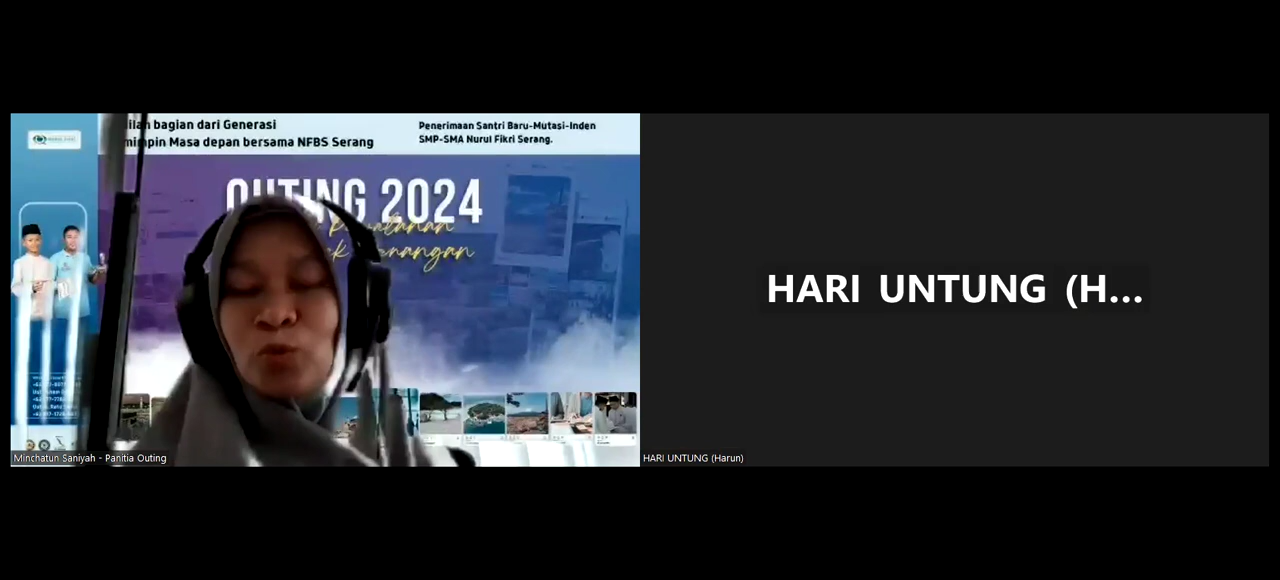 ilah bagian dari Generasi
mimpin Masa depan bersama NFBS Serang
Penerimaan Santri Baru-Mutasi-Inden
SMP-SMA Nurul Fikri Serang.
OUTING 2024
HARI UNTUNG (H...
Minchatun Saniyah - Panitia Outing
HARI UNTUNG (Harun)